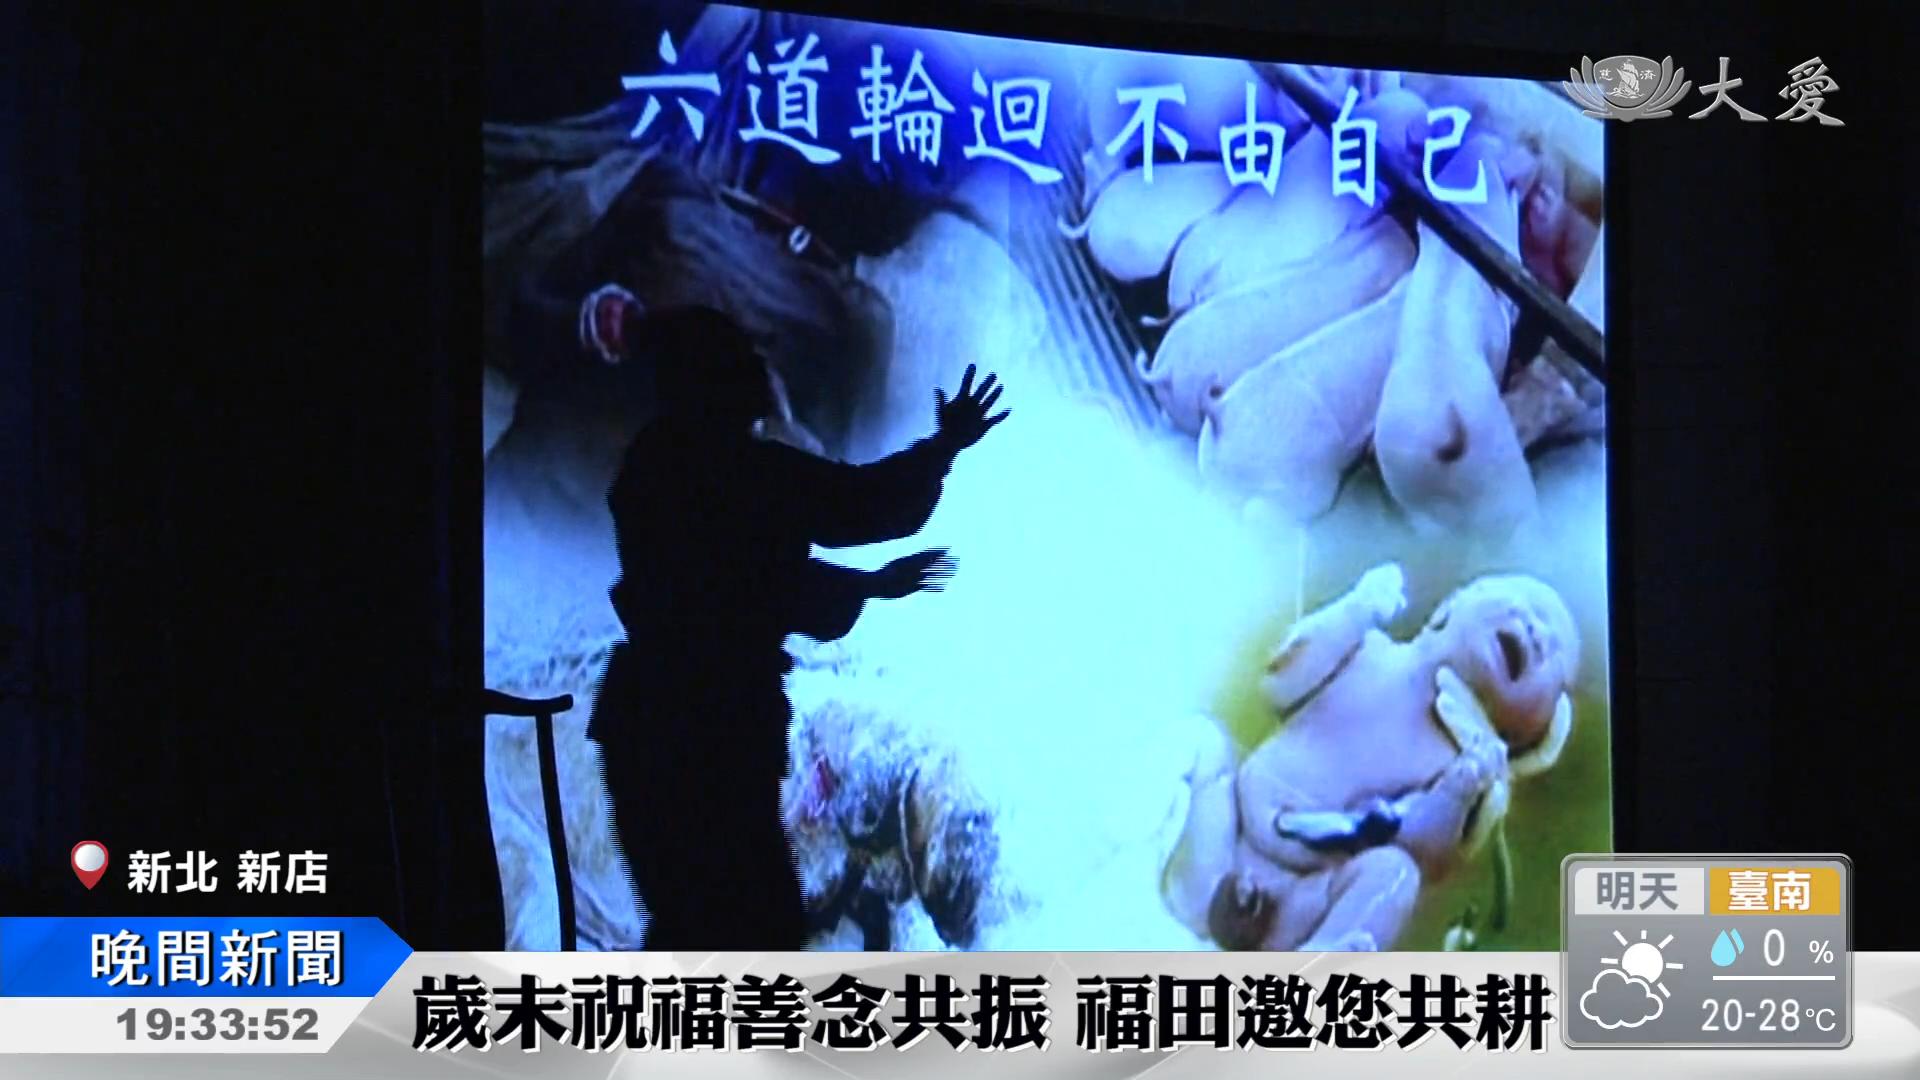 六道輪迴 不由自己
慈濟
大愛
新北 新店
晚間新聞
19:33:52
歲末祝福善念共振 福田邀您共耕
明天 臺南
0 %
20-28°C